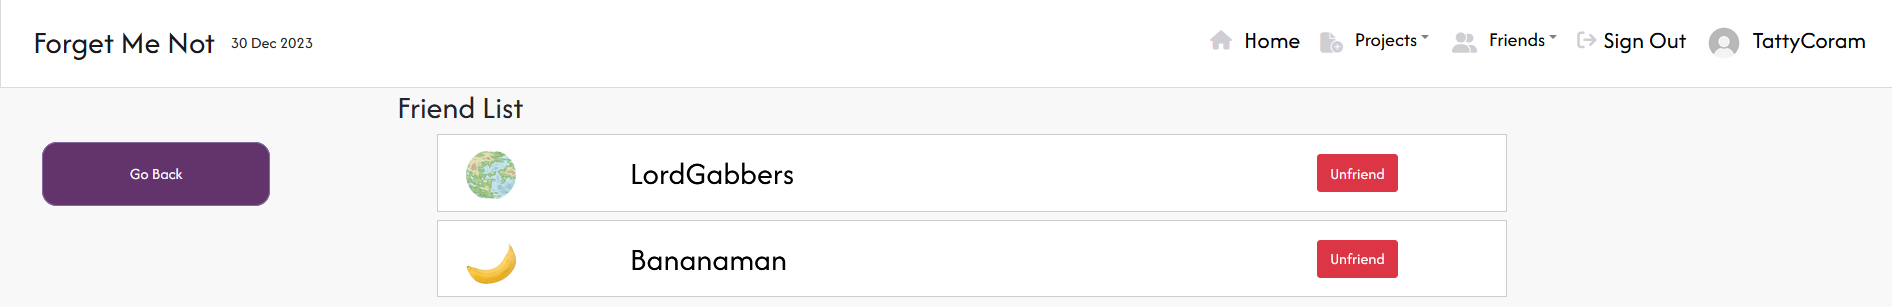 Forget Me Not 30 Dec 2023 Home Projects Friends Sign Out TattyCoram
Friend List
Go Back
LordGabbers Unfriend
Bananaman Unfriend